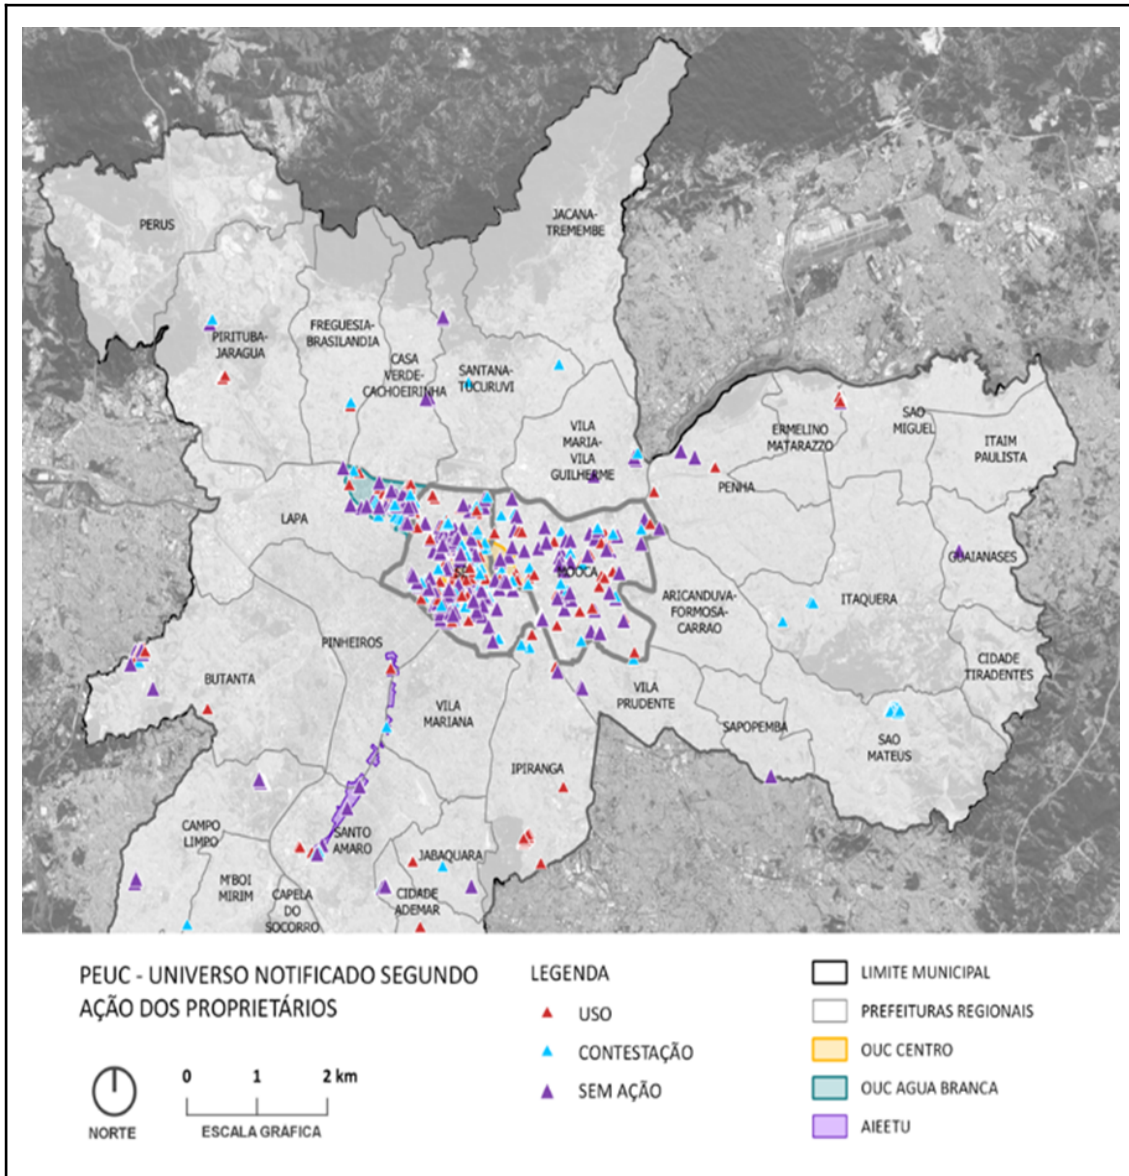 JACANA-
TREMEMBE
PERUS
PIRITUBA-
JARAGUA
FREGUESIA-
BRASILANDIA
CASA
VERDE-
CACHOEIRINHA
SANTANA-
TUCURUVI
VILA
MARIA-
VILA
GUILHERME
ERMELINO
MATARAZZO
SAO
MIGUEL
ITAIM
PAULISTA
PENHA
LAPA
SE
MOOCA
GUAIANASES
ARICANDUVA-
FORMOSA-
CARRAO
ITAQUERA
PINHEIROS
BUTANTA
CIDADE
TIRADENTES
VILA
MARIANA
VILA
PRUDENTE
SAPOPEMBA
SAO
MATEUS
IPIRANGA
CAMPO
LIMPO
SANTO
AMARO
JABAQUARA
M'BOI
MIRIM
CAPELA
DO
SOCORRO
CIDADE
ADEMAR
PEUC - UNIVERSO NOTIFICADO SEGUNDO
AÇÃO DOS PROPRIETÁRIOS
NORTE
0 1 2 km
ESCALA GRÁFICA
LEGENDA
USO
CONTESTAÇÃO
SEM AÇÃO
LIMITE MUNICIPAL
PREFEITURAS REGIONAIS
OUC CENTRO
OUC AGUA BRANCA
AIEETU